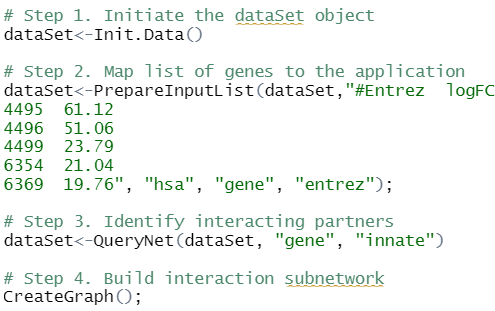 # Step 1. Initiate the dataSet object
dataSet<-Init.Data()
# Step 2. Map list of genes to the application
dataSet<-PrepareInputList(dataSet,"#Entrez  logFC
4495  61.12
4496  51.06
4499  23.79
6354  21.04
6369  19.76", "hsa", "gene", "entrez");
# Step 3. Identify interacting partners
dataSet<-QueryNet(dataSet, "gene", "innate")
# Step 4. Build interaction subnetwork
CreateGraph();